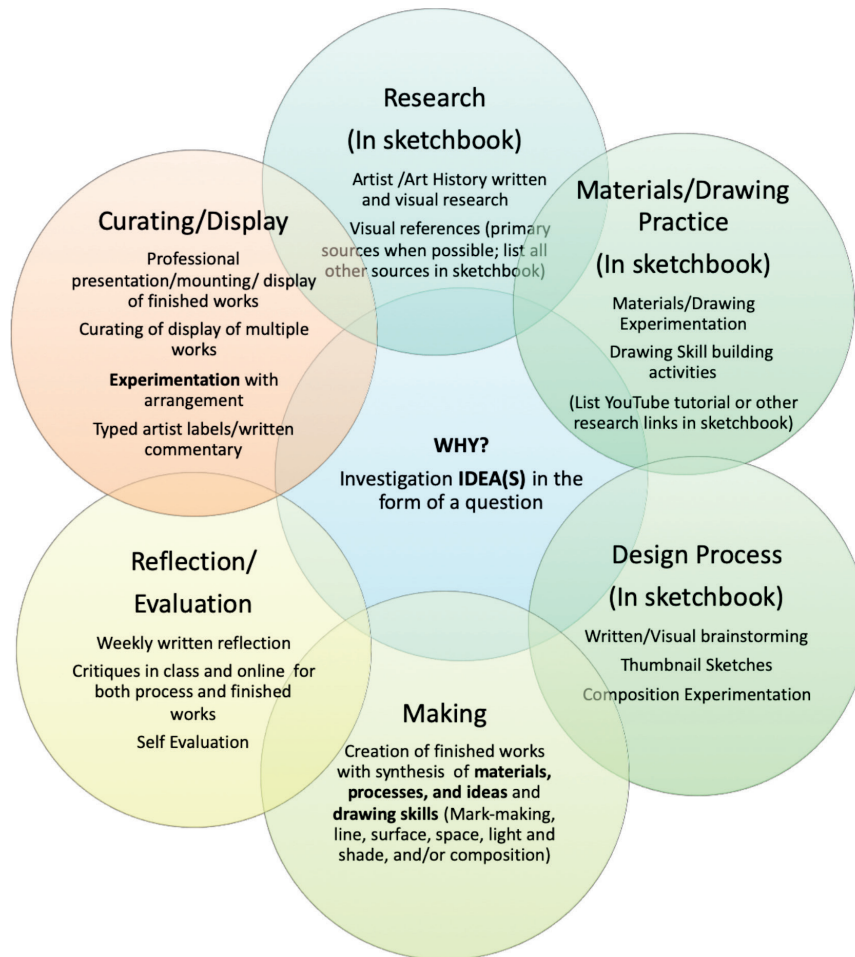 Research
(In sketchbook)
Artist /Art History written
and visual research
Visual references (primary
sources when possible; list all
other sources in sketchbook)
Materials/Drawing
Practice
(In sketchbook)
Materials/Drawing
Experimentation
Drawing Skill building
activities
(List YouTube tutorial or other
research links in sketchbook)
Design Process
(In sketchbook)
Written/Visual brainstorming
Thumbnail Sketches
Composition Experimentation
Making
Creation of finished works
with synthesis of materials,
processes, and ideas and
drawing skills (Mark-making,
line, surface, space, light and
shade, and/or composition)
Reflection/
Evaluation
Weekly written reflection
Critiques in class and online for
both process and finished
works
Self Evaluation
Curating/Display
Professional
presentation/mounting/ display
of finished works
Curating of display of multiple
works
Experimentation with
arrangement
Typed artist labels/written
commentary
WHY?
Investigation IDEA(S) in the
form of a question